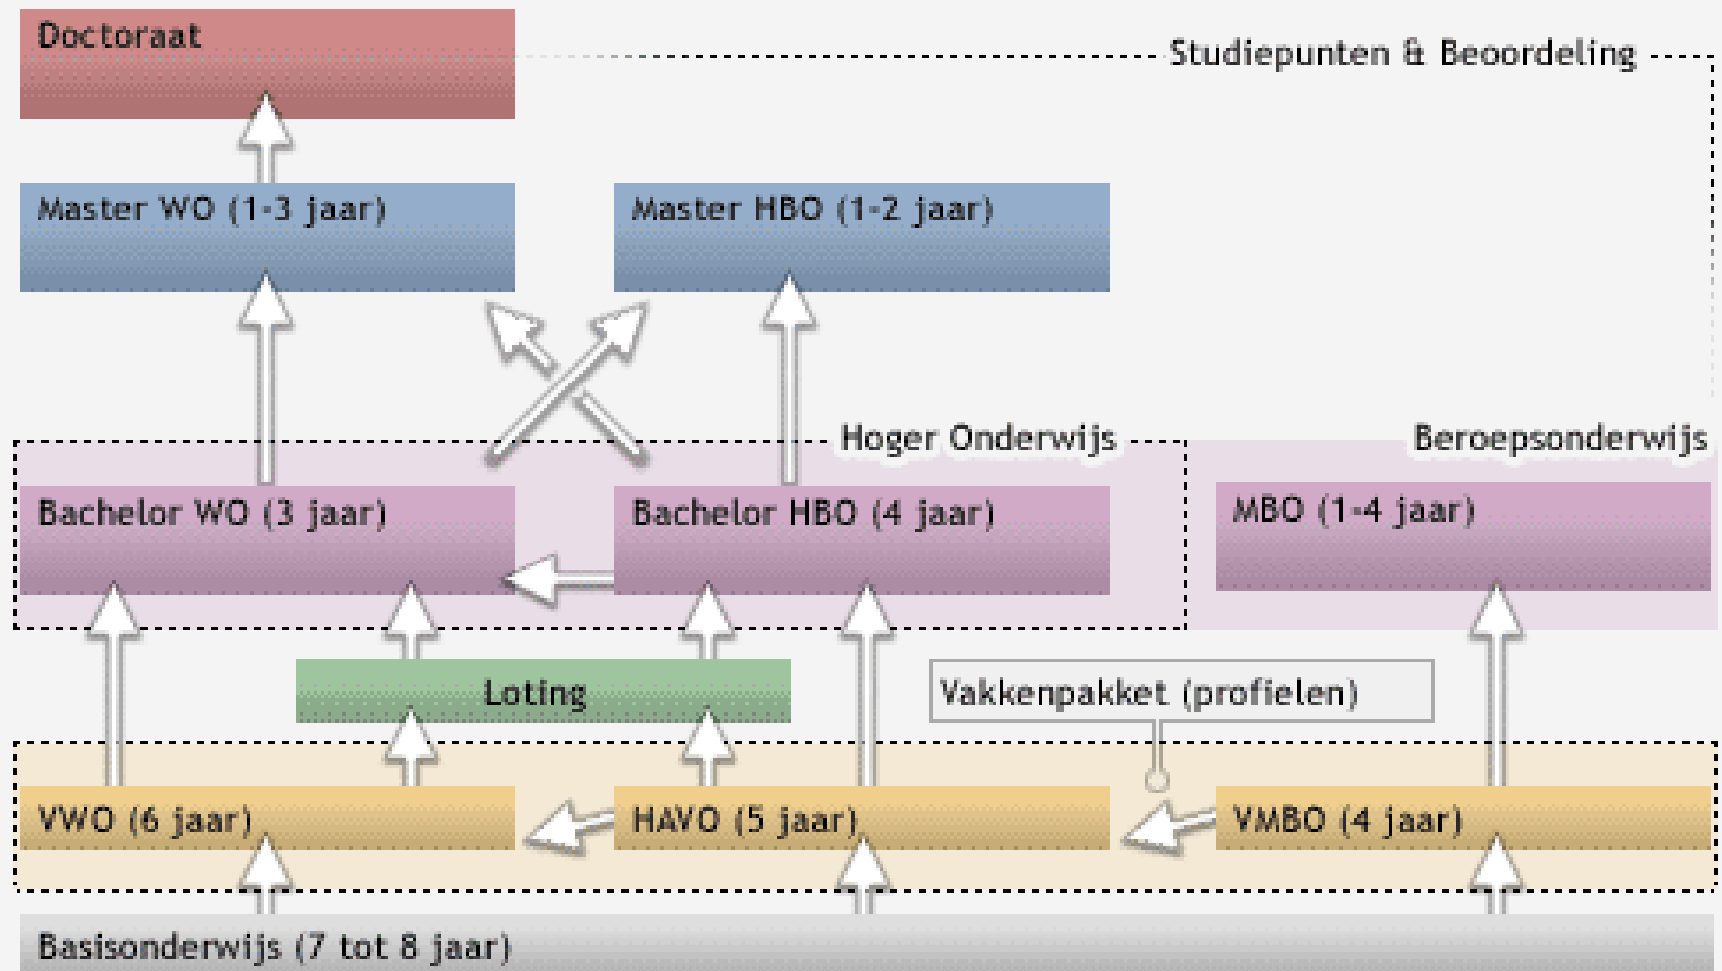 Doctoraat
Studiepunten & Beoordeling
Master WO (1-3 jaar)
Master HBO (1-2 jaar)
Hoger Onderwijs
Beroepsonderwijs
Bachelor WO (3 jaar)
Bachelor HBO (4 jaar)
MBO (1-4 jaar)
Loting
Vakkenpakket (profielen)
VWO (6 jaar)
HAVO (5 jaar)
VMBO (4 jaar)
Basisonderwijs (7 tot 8 jaar)